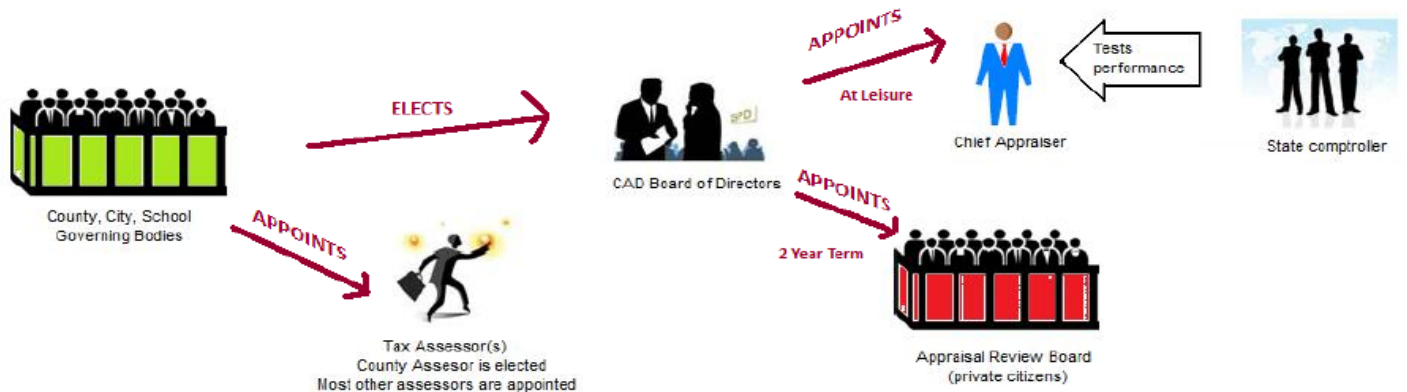 ELECTS
APPOINTS
At Leisure
Tests
performance
Chief Appraiser
State comptroller
SPD
CAD Board of Directors
County, City, School
Governing Bodies
APPOINTS
APPOINTS
2 Year Term
Tax Assessor(s)
County Assesor is elected
Most other assessors are appointed
Appraisal Review Board
(private citizens)